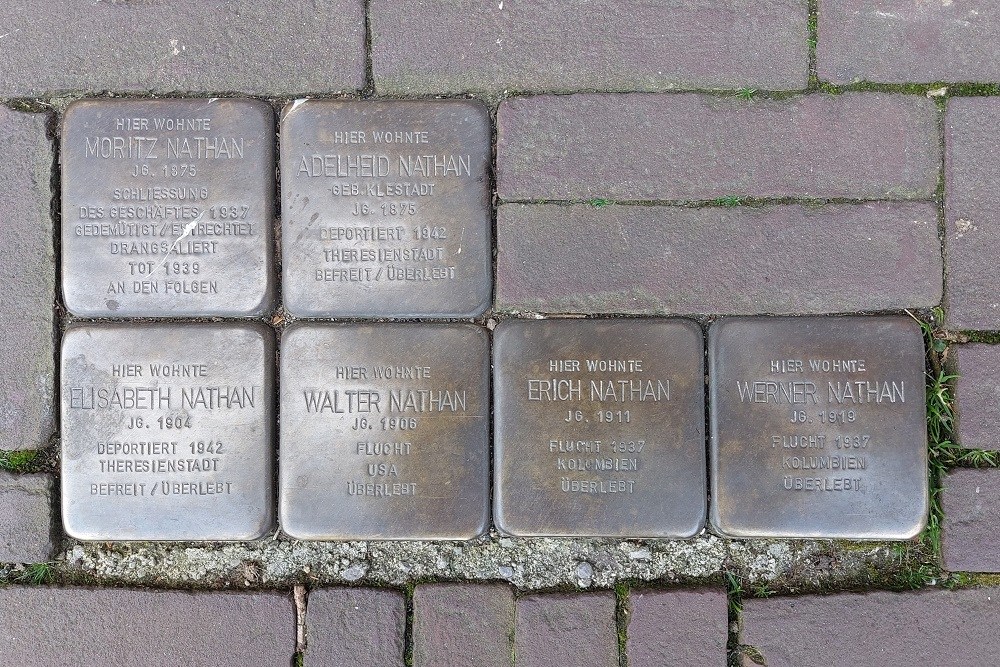 HIER WOHNTE
MORITZ NATHAN
JG. 1875
SCHLIESSUNG
DES GESCHÄFTES 1937
GEDEMÜTIGT/ENTRECHTET
DRANGSALIERT
TOT 1939
AN DEN FOLGEN
HIER WOHNTE
ADELHEID NATHAN
GEB. KLESTADT
JG. 1875
DEPORTIERT 1942
THERESIENSTADT
BEFREIT/ÜBERLEBT
HIER WOHNTE
ELISABETH NATHAN
JG. 1904
DEPORTIERT 1942
THERESIENSTADT
BEFREIT/ÜBERLEBT
HIER WOHNTE
WALTER NATHAN
JG. 1906
FLUCHT
USA
ÜBERLEBT
HIER WOHNTE
ERICH NATHAN
JG. 1911
FLUCHT 1937
KOLUMBIEN
ÜBERLEBT
HIER WOHNTE
WERNER NATHAN
JG. 1919
FLUCHT 1937
KOLUMBIEN
ÜBERLEBT